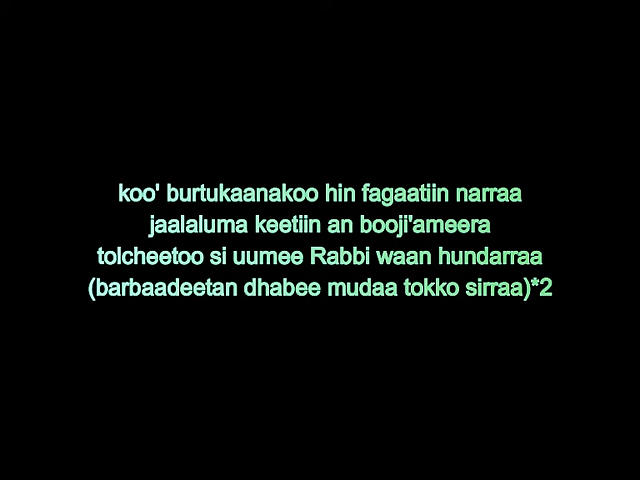 koo' burtukaanakoo hin fagaatiin narraa
jaalaluma keetiin an booji'ameera
tolcheetoo si uumee Rabbi waan hundarraa
(barbaadeetan dhabee mudaa tokko sirraa)*2